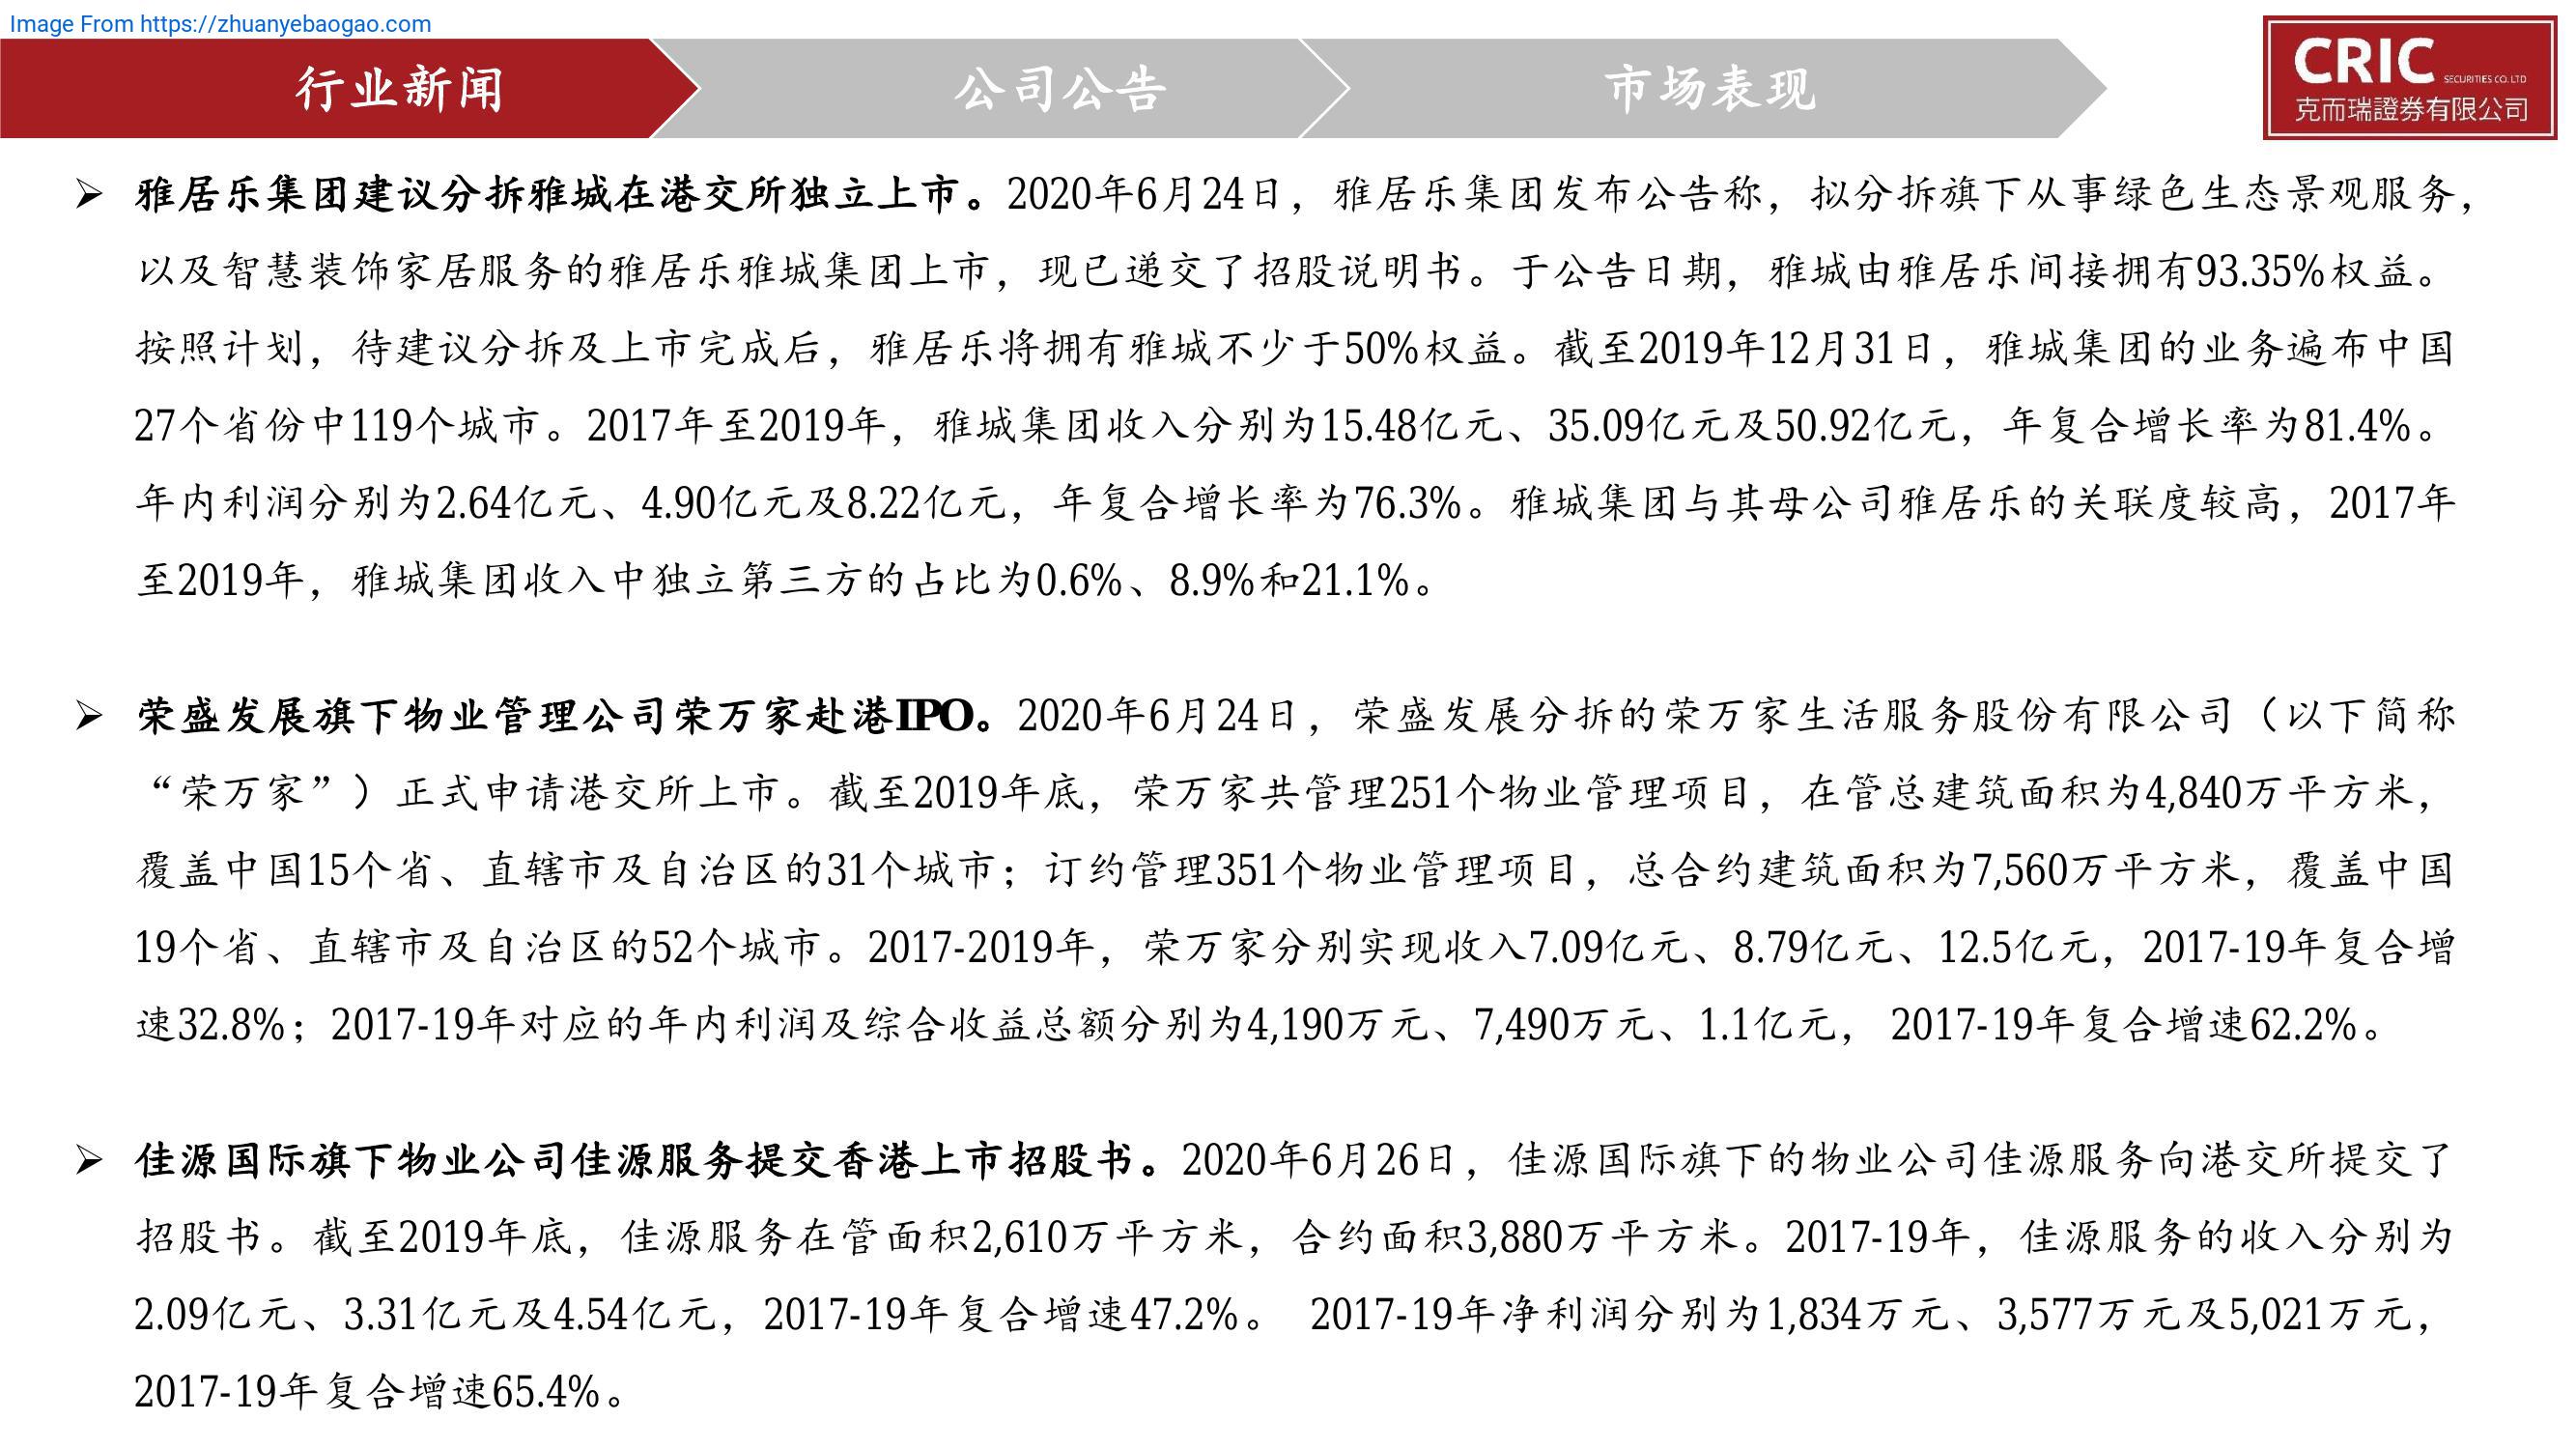 Image From https://zhuanyebaogao.com
行业新闻
公司公告
市场表现
CRIC SECURITIES CO. LTD
克而瑞證券有限公司
➢ 雅居乐集团建议分拆雅城在港交所独立上市。2020年6月24日，雅居乐集团发布公告称，拟分拆旗下从事绿色生态景观服务，
以及智慧装饰家居服务的雅居乐雅城集团上市，现已递交了招股说明书。于公告日期，雅城由雅居乐间接拥有93.35%权益。
按照计划，待建议分拆及上市完成后，雅居乐将拥有雅城不少于50%权益。截至2019年12月31日，雅城集团的业务遍布中国
27个省份中119个城市。2017年至2019年，雅城集团收入分别为15.48亿元、35.09亿元及50.92亿元，年复合增长率为81.4%。
年内利润分别为2.64亿元、4.90亿元及8.22亿元，年复合增长率为76.3%。雅城集团与其母公司雅居乐的关联度较高，2017年
至2019年，雅城集团收入中独立第三方的占比为0.6%、8.9%和21.1%。
➢ 荣盛发展旗下物业管理公司荣万家赴港IPO。2020年6月24日，荣盛发展分拆的荣万家生活服务股份有限公司（以下简称
“荣万家”）正式申请港交所上市。截至2019年底，荣万家共管理251个物业管理项目，在管总建筑面积为4,840万平方米，
覆盖中国15个省、直辖市及自治区的31个城市；订约管理351个物业管理项目，总合约建筑面积为7,560万平方米，覆盖中国
19个省、直辖市及自治区的52个城市。2017-2019年，荣万家分别实现收入7.09亿元、8.79亿元、12.5亿元，2017-19年复合增
速32.8%；2017-19年对应的年内利润及综合收益总额分别为4,190万元、7,490万元、1.1亿元， 2017-19年复合增速62.2%。
➢ 佳源国际旗下物业公司佳源服务提交香港上市招股书。2020年6月26日，佳源国际旗下的物业公司佳源服务向港交所提交了
招股书。截至2019年底，佳源服务在管面积2,610万平方米，合约面积3,880万平方米。2017-19年，佳源服务的收入分别为
2.09亿元、3.31亿元及4.54亿元，2017-19年复合增速47.2%。 2017-19年净利润分别为1,834万元、3,577万元及5,021万元，
2017-19年复合增速65.4%。